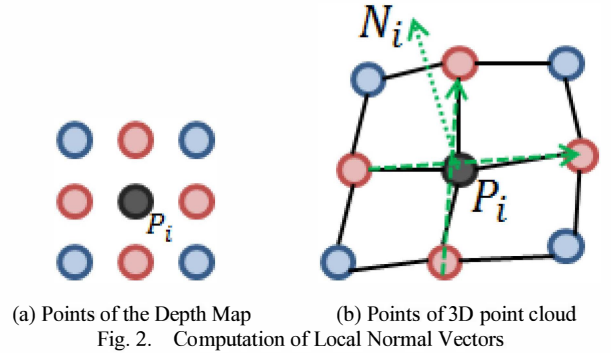 N_i
P_i
P_i
(a) Points of the Depth Map
(b) Points of 3D point cloud
Fig. 2. Computation of Local Normal Vectors